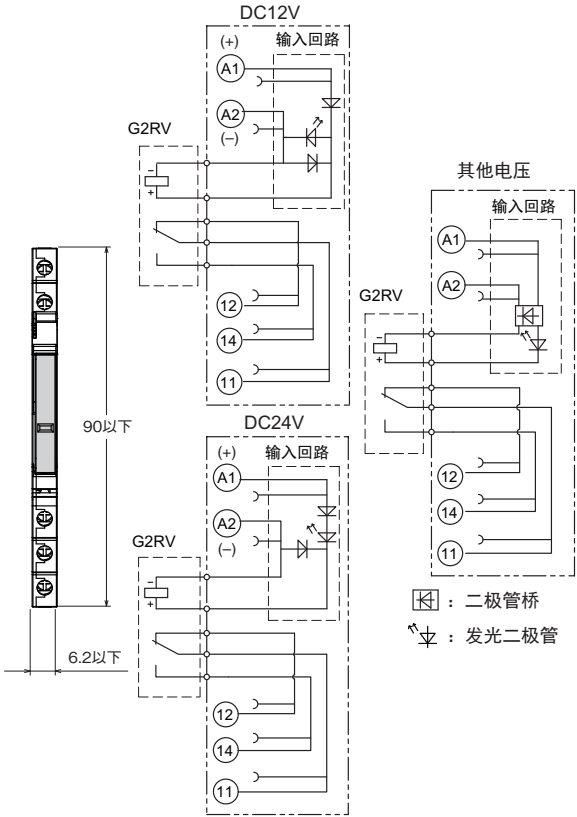 DC12V
(+)
输入回路
A1
A2
(−)
G2RV
−
+
12
14
11
其他电压
输入回路
A1
A2
G2RV
−
+
12
14
11
90以下
6.2以下
DC24V
(+)
输入回路
A1
A2
(−)
G2RV
−
+
12
14
11
：二极管桥
：发光二极管